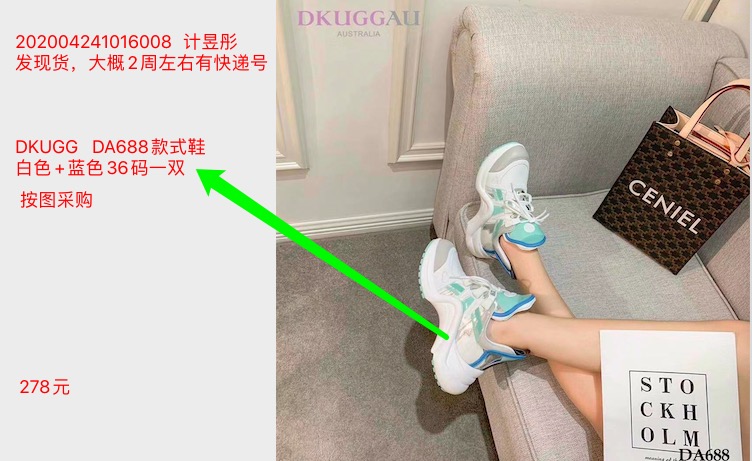 202004241016008 计昱彤
发现货，大概2周左右有快递号
DKUGG DA688款式鞋
白色+蓝色36码一双
按图采购
278元
DKUGGAU
AUSTRALIA
CENIEL
STO
CKH
OLM
DA688